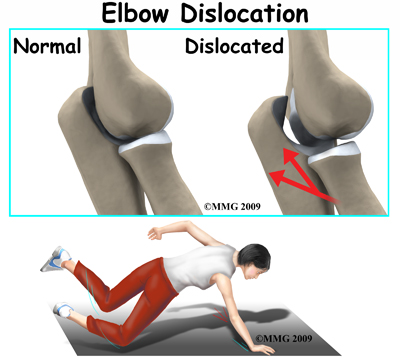 Elbow Dislocation
Normal
Dislocated
©MMG 2009
©MMG 2009
©MMG 2009